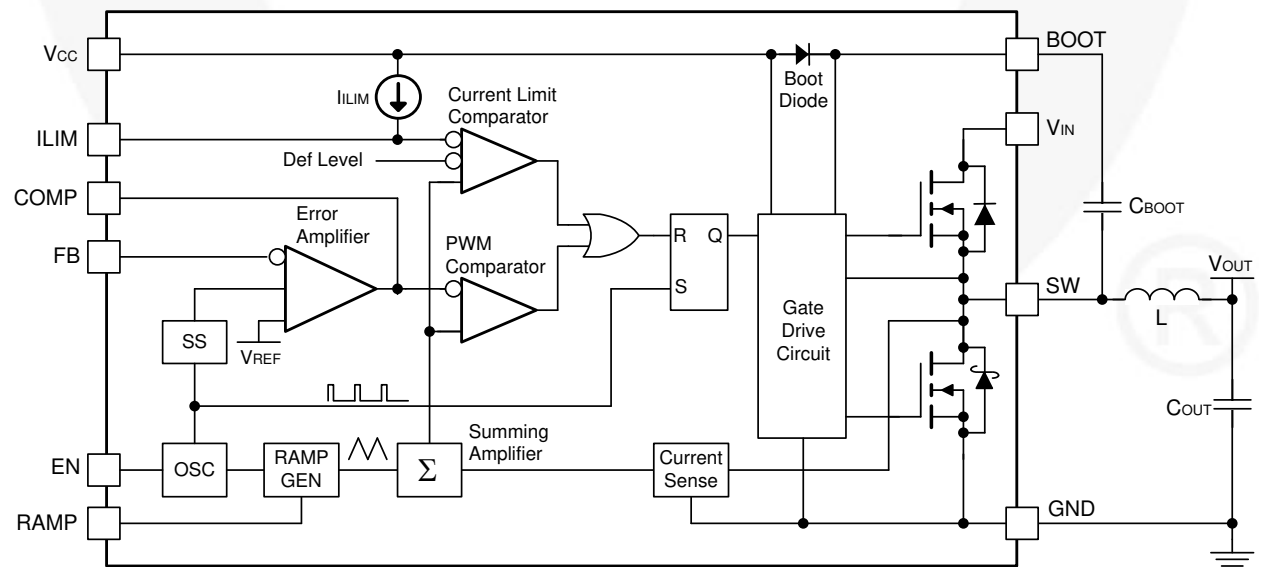 VCC
BOOT
Boot
Diode
IILIM
Current Limit
Comparator
ILIM
VIN
Def Level
COMP
CBOOT
Error
Amplifier
PWM
Comparator
R Q
S
FB
VOUT
SW
L
Gate
Drive
Circuit
SS
VREF
COUT
Summing
Amplifier
EN
OSC
RAMP
GEN
Σ
Current
Sense
RAMP
GND
®